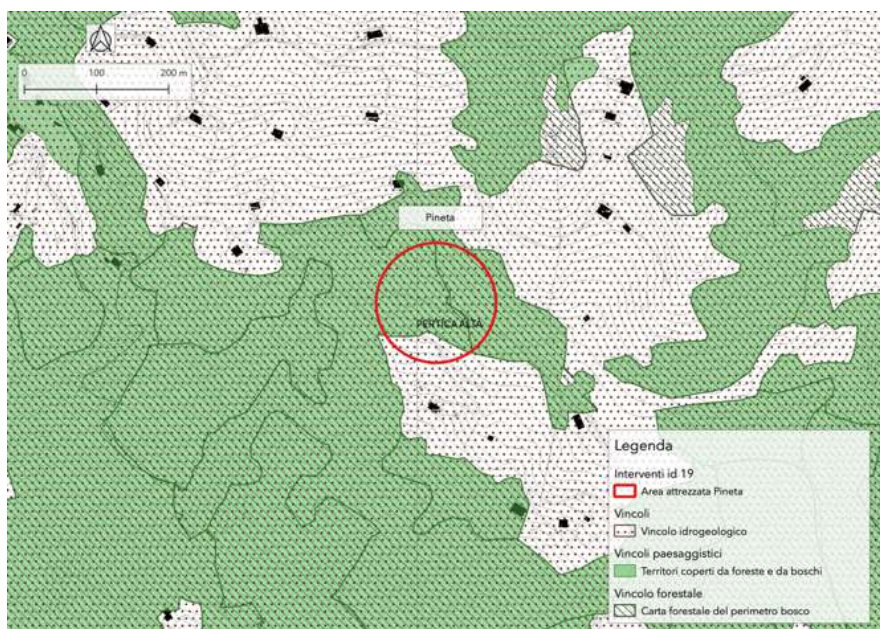 0 100 200 m
Pineta
PERTICA ALTA
Legenda
Interventi id 19
Area attrezzata Pineta
Vincoli
Vincolo idrogeologico
Vincoli paesaggistici
Territori coperti da foreste e da boschi
Vincolo forestale
Carta forestale del perimetro bosco